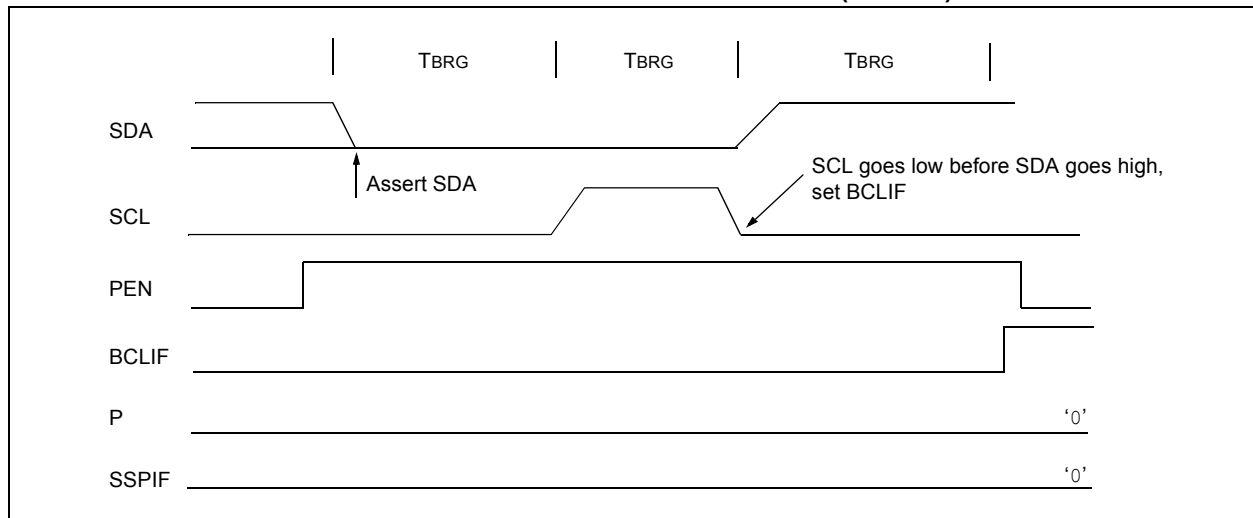 TBRG TBRG TBRG
SDA
Assert SDA
SCL goes low before SDA goes high,
set BCLIF
SCL
PEN
BCLIF
P
‘0’
SSPIF
‘0’